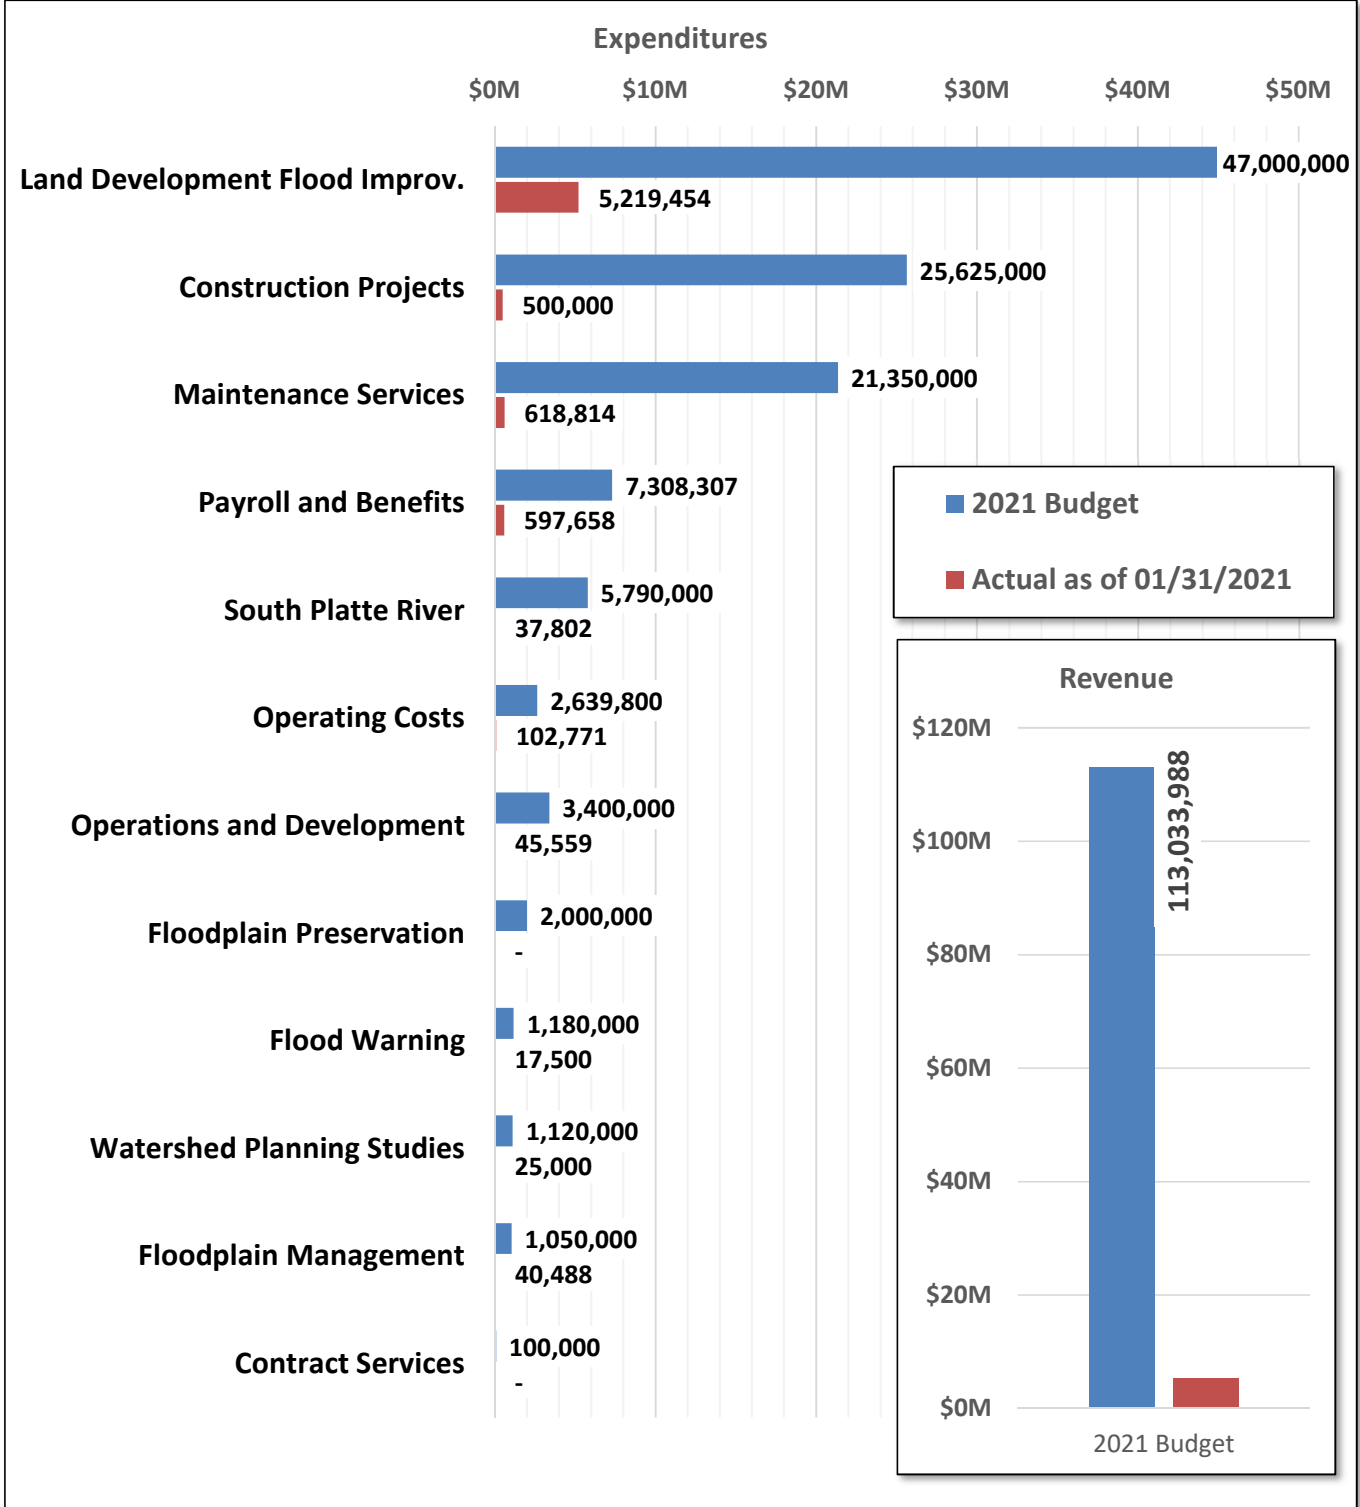 Expenditures
$0M $10M $20M $30M $40M $50M
Land Development Flood Improv.
47,000,000
5,219,454
Construction Projects
25,625,000
500,000
Maintenance Services
21,350,000
618,814
Payroll and Benefits
7,308,307
597,658
South Platte River
5,790,000
37,802
Operating Costs
2,639,800
102,771
Operations and Development
3,400,000
45,559
Floodplain Preservation
2,000,000
-
Flood Warning
1,180,000
17,500
Watershed Planning Studies
1,120,000
25,000
Floodplain Management
1,050,000
40,488
Contract Services
100,000
-
2021 Budget
Actual as of 01/31/2021
Revenue
$120M
$100M
$80M
$60M
$40M
$20M
$0M
113,033,988
2021 Budget